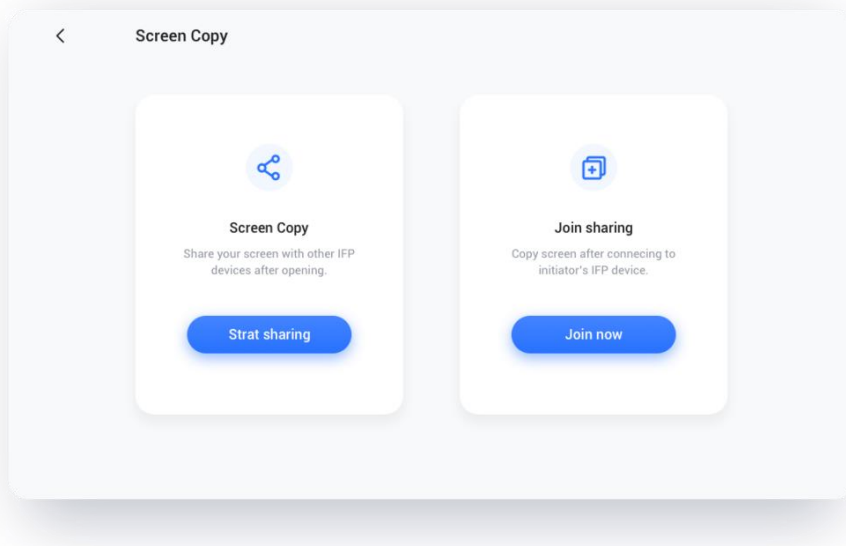 Screen Copy
Screen Copy
Share your screen with other IFP
devices after opening.
Strat sharing
Join sharing
Copy screen after connecing to
initiator's IFP device.
Join now